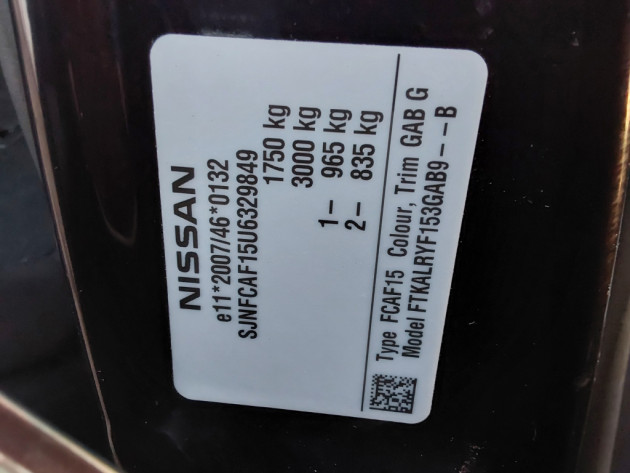 NISSAN
e11*2007/46*0132
SJNFCAF15U6329849
1750 kg
3000 kg
1– 965 kg
2– 835 kg
Type FCAF15 Colour, Trim GAB G
Model FTKALRYF153GAB9 – – B